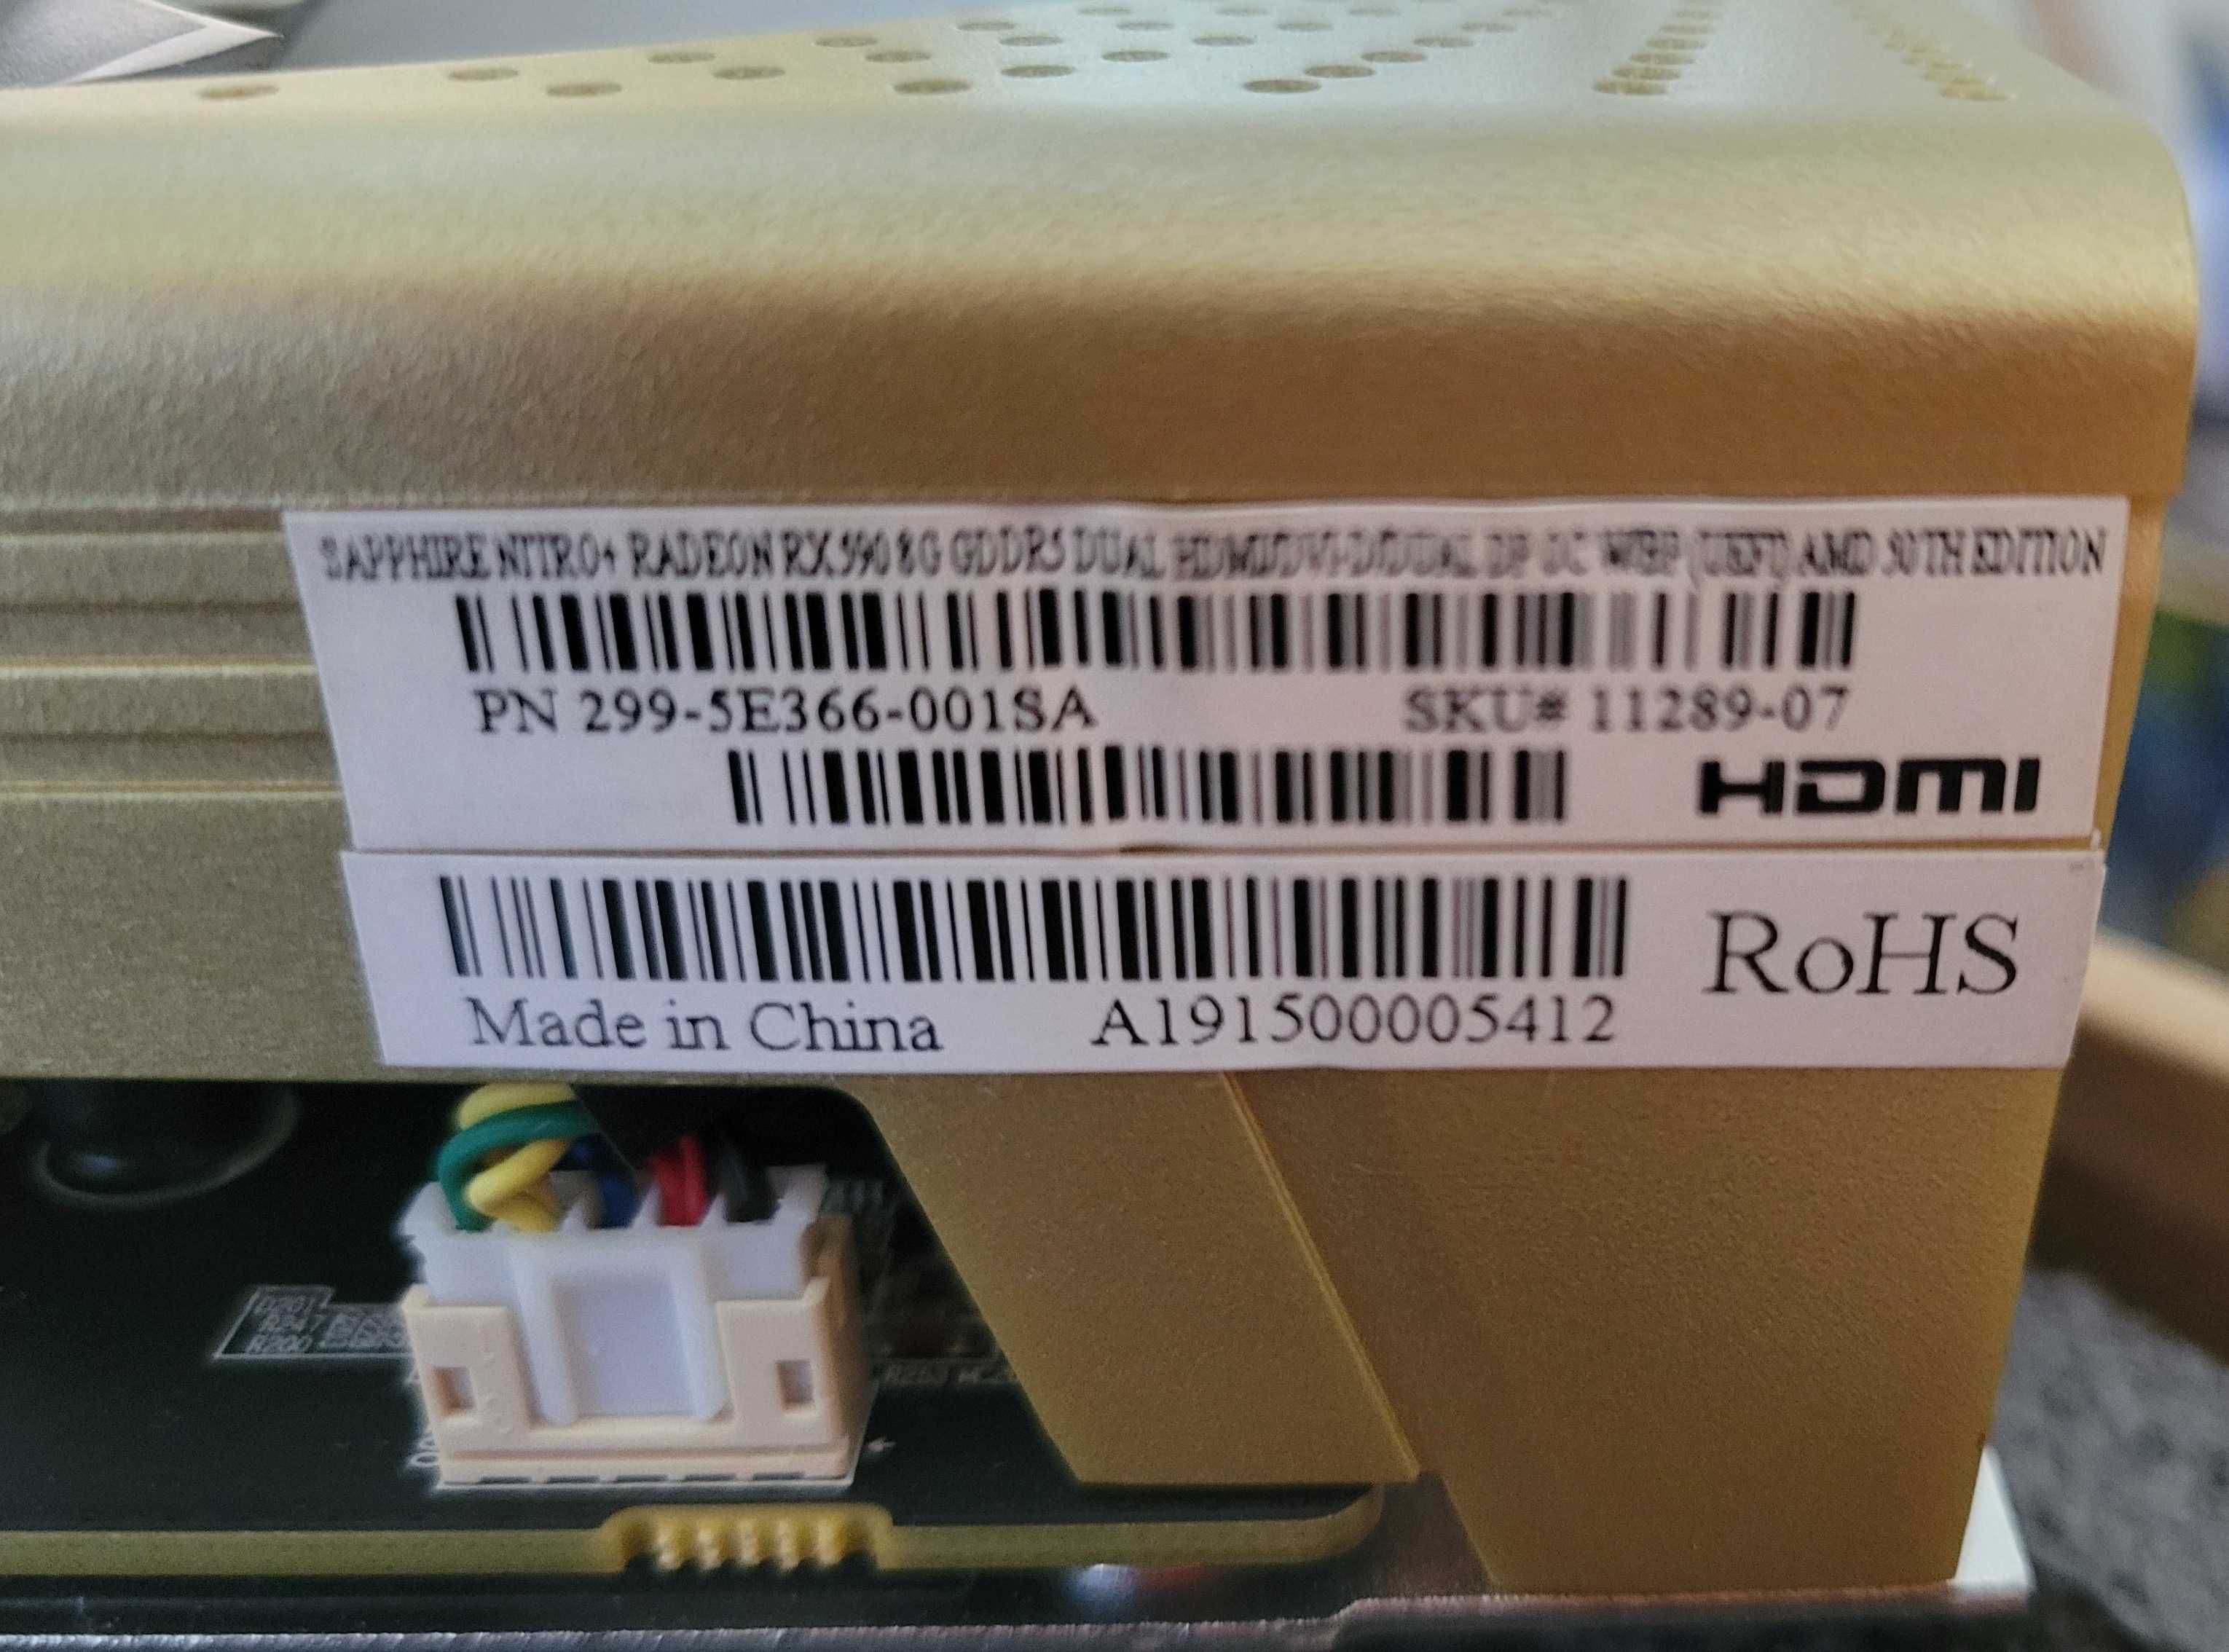 SAPPHIRE NITRO+ RADEON RX 590 8G GDDR5 DUAL HDMI/DVI-D/DUAL DP OC W/BP (UEFI) AMD 50TH EDITION
PN 299-5E366-001SA SKU# 11289-07
HDMI
Made in China A191500005412 RoHS